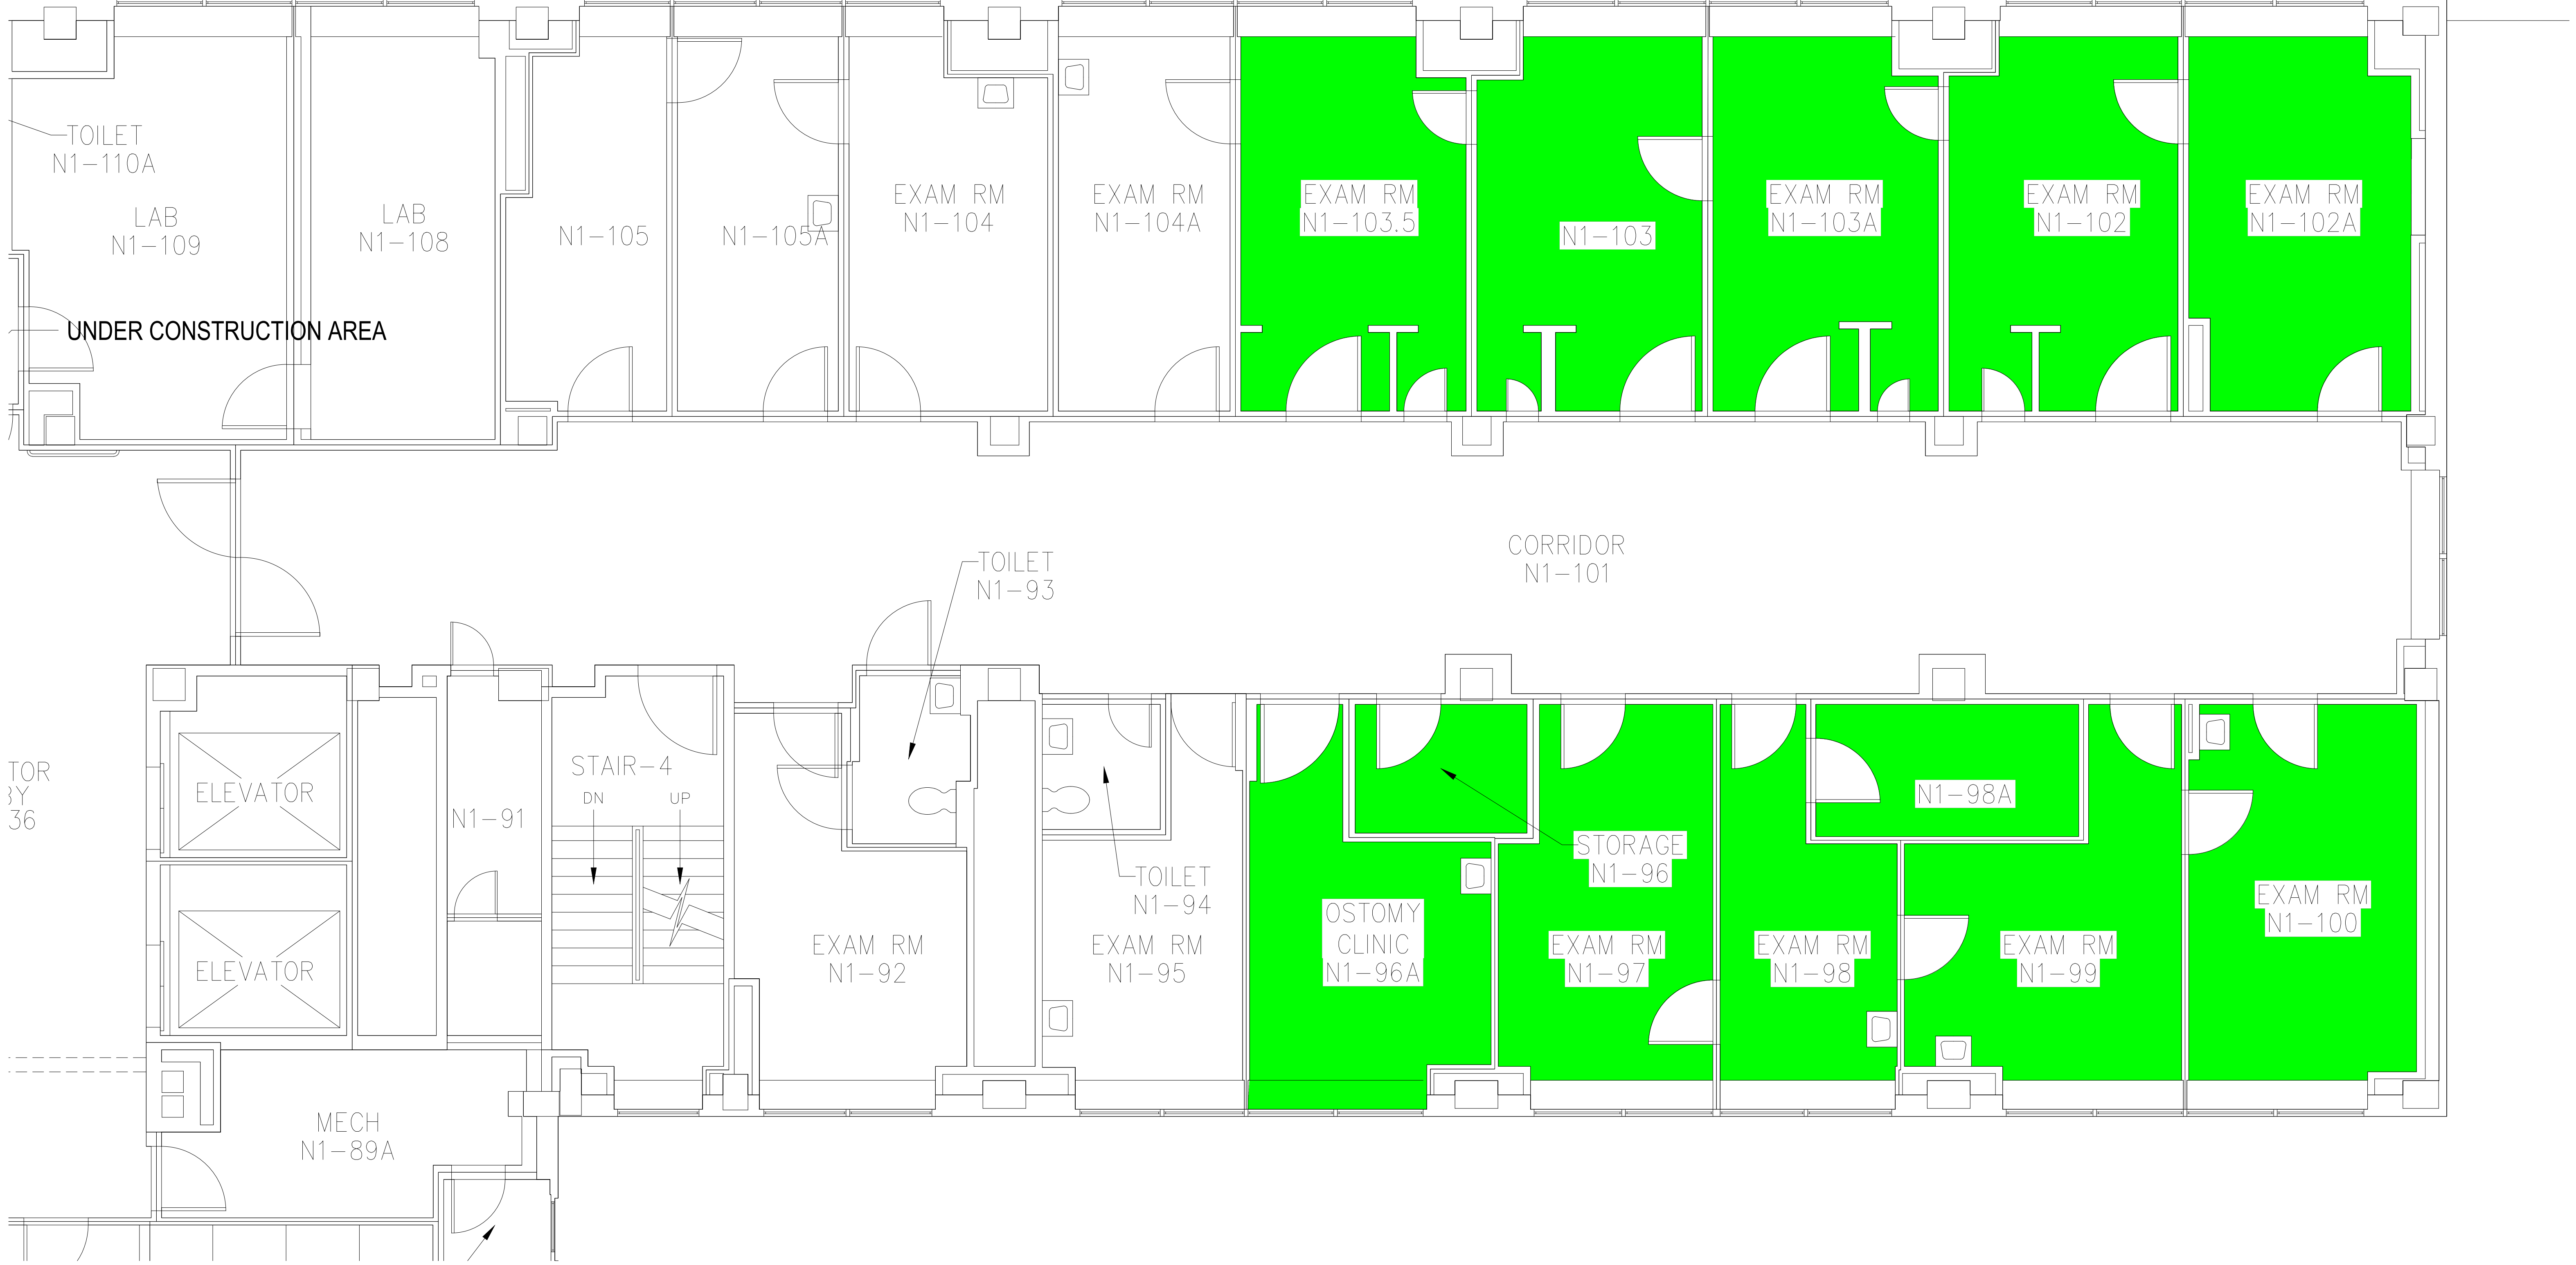 TOILET
N1-110A
LAB
N1-109
LAB
N1-108
N1-105
N1-105A
EXAM RM
N1-104
EXAM RM
N1-104A
EXAM RM
N1-103.5
N1-103
EXAM RM
N1-103A
EXAM RM
N1-102
EXAM RM
N1-102A
UNDER CONSTRUCTION AREA
CORRIDOR
N1-101
TOILET
N1-93
ELEVATOR
ELEVATOR
N1-91
STAIR-4
DN
UP
EXAM RM
N1-92
TOILET
N1-94
EXAM RM
N1-95
OSTOMY
CLINIC
N1-96A
STORAGE
N1-96
EXAM RM
N1-97
EXAM RM
N1-98
N1-98A
EXAM RM
N1-99
EXAM RM
N1-100
TOR
36
MECH
N1-89A